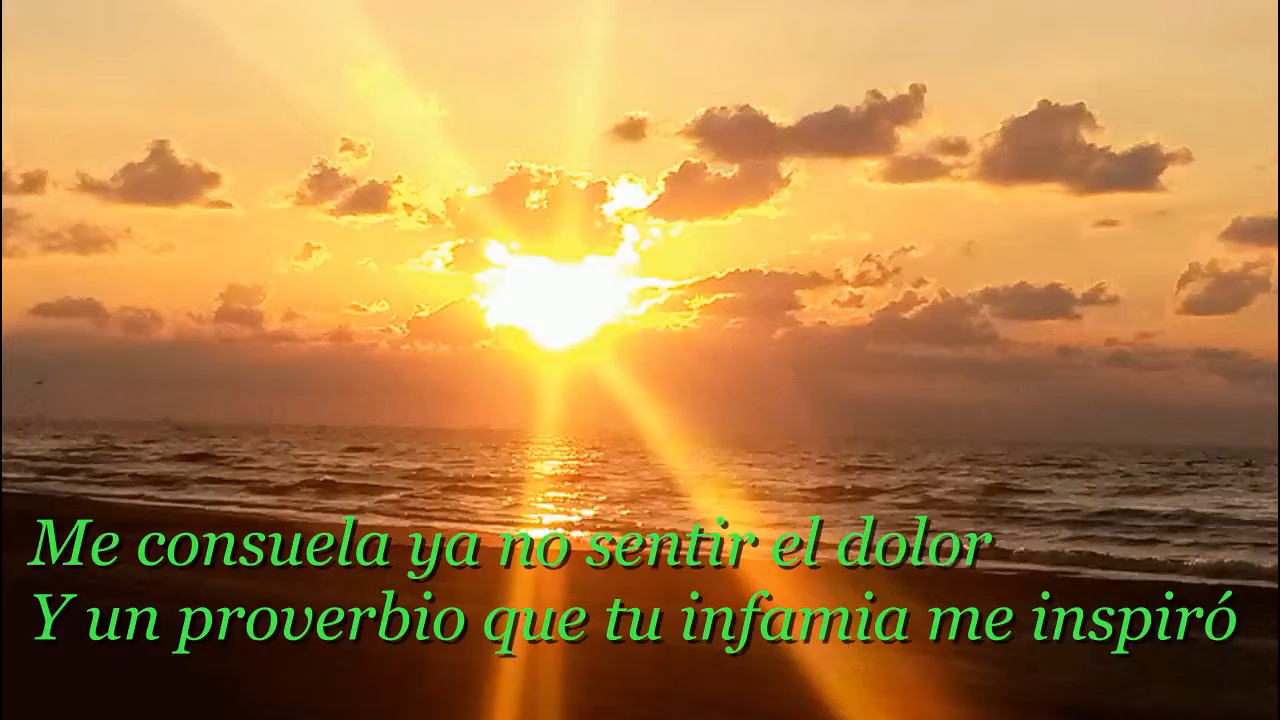 Me consuela ya no sentir el dolor
Y un proverbio que tu infamia me inspiró